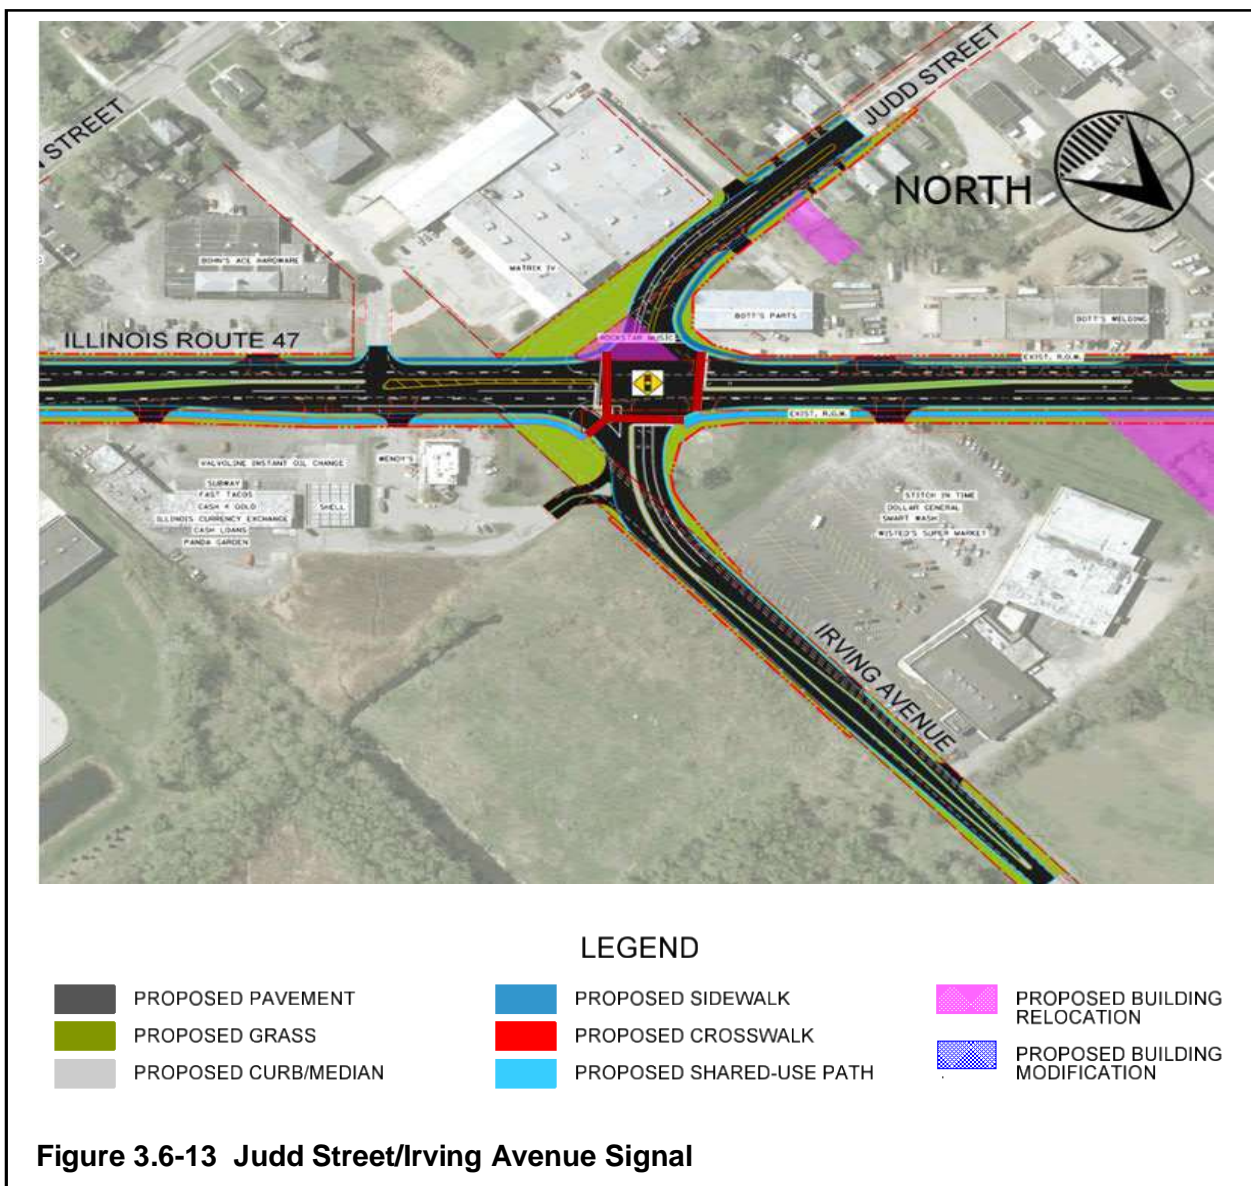 JUDD STREET
STREET
NORTH
BOHN'S ACE HARDWARE
MATRIX IV
BOTT'S PARTS
BOTT'S WELDING
ILLINOIS ROUTE 47
ROCKSTAR MUSIC
EXIST. R.O.W.
EXIST. R.O.W.
VALVOLINE INSTANT OIL CHANGE
WENDY'S
SUBWAY
FAST TACOS
CASH 4 GOLD
SHELL
ILLINOIS CURRENCY EXCHANGE
CASH LOANS
PANDA GARDEN
STITCH IN TIME
DOLLAR GENERAL
SMART WASH
WISTED'S SUPER MARKET
IRVING AVENUE
LEGEND
PROPOSED PAVEMENT
PROPOSED GRASS
PROPOSED CURB/MEDIAN
PROPOSED SIDEWALK
PROPOSED CROSSWALK
PROPOSED SHARED-USE PATH
PROPOSED BUILDING
RELOCATION
PROPOSED BUILDING
MODIFICATION
Figure 3.6-13 Judd Street/Irving Avenue Signal